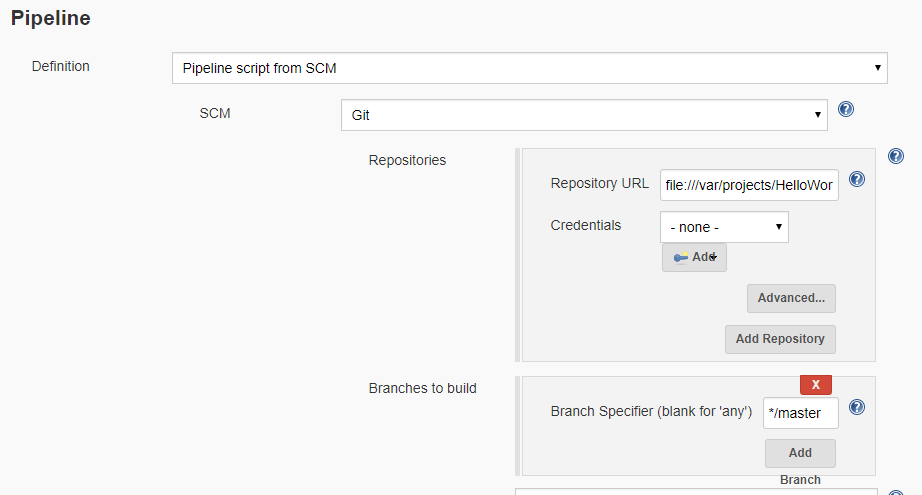 Pipeline
Definition
Pipeline script from SCM
SCM
Git
Repositories
Repository URL
file:///var/projects/HelloWor
Credentials
- none -
Add
Advanced...
Add Repository
Branches to build
X
Branch Specifier (blank for 'any')
*/master
Add
Branch